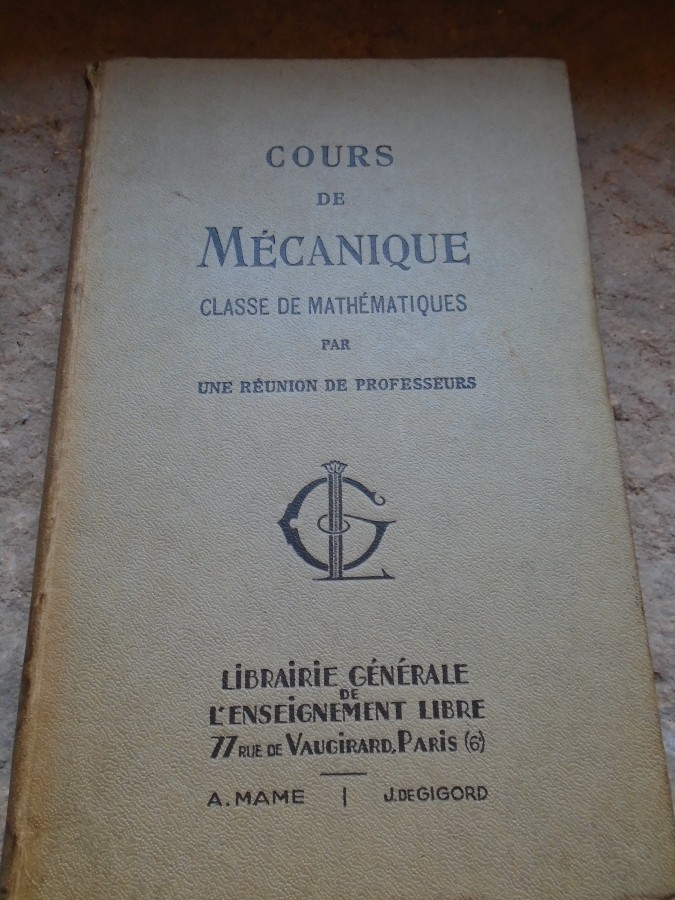 COURS
DE
MÉCANIQUE
CLASSE DE MATHÉMATIQUES
PAR
UNE RÉUNION DE PROFESSEURS
LG
LIBRAIRIE GÉNÉRALE
DE
L'ENSEIGNEMENT LIBRE
77 RUE DE VAUGIRARD, PARIS (6e)
A. MAME | J. DE GIGORD